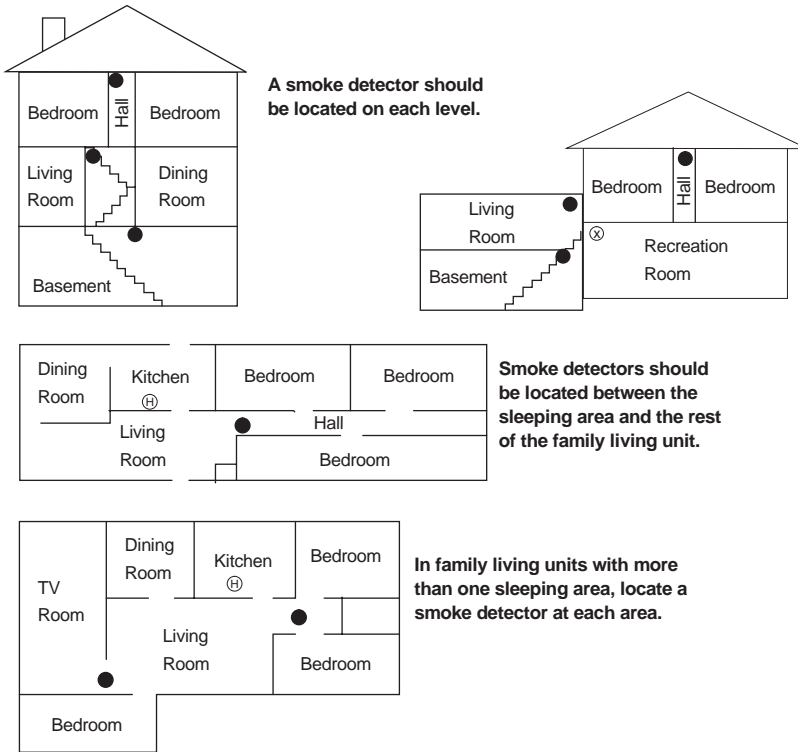 A smoke detector should
be located on each level.
Bedroom
Hall
Bedroom
Living
Room
Dining
Room
Basement
Bedroom
Hall
Bedroom
Living
Room
X
Recreation
Room
Basement
Dining
Room
Kitchen
H
Bedroom
Bedroom
Living
Room
Hall
Bedroom
Smoke detectors should
be located between the
sleeping area and the rest
of the family living unit.
TV
Room
Dining
Room
Kitchen
H
Bedroom
Living
Room
Bedroom
Bedroom
In family living units with more
than one sleeping area, locate a
smoke detector at each area.